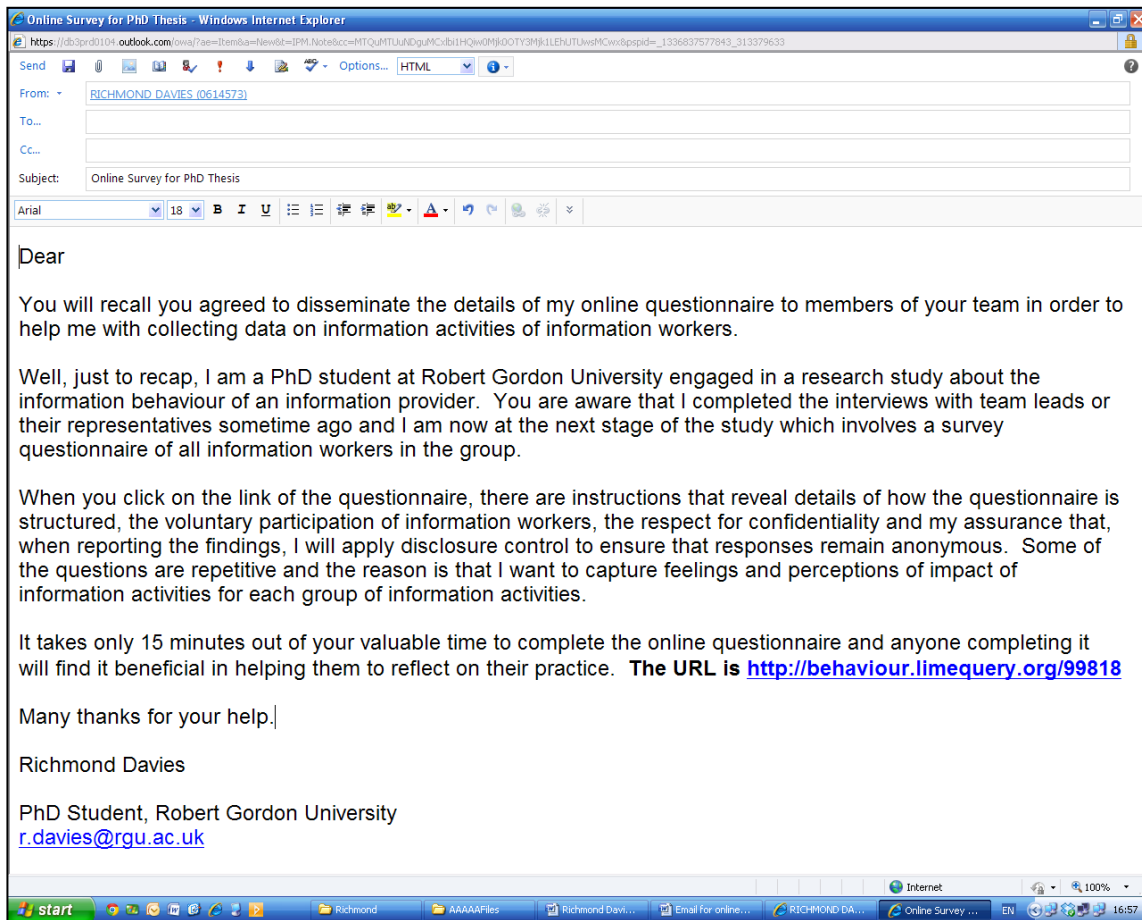 Online Survey for PhD Thesis - Windows Internet Explorer
Send Options... HTML
From: RICHMOND DAVIES (0614573)
To...
Cc...
Subject: Online Survey for PhD Thesis
Arial 18 B I U
Dear
You will recall you agreed to disseminate the details of my online questionnaire to members of your team in order to
help me with collecting data on information activities of information workers.
Well, just to recap, I am a PhD student at Robert Gordon University engaged in a research study about the
information behaviour of an information provider.  You are aware that I completed the interviews with team leads or
their representatives sometime ago and I am now at the next stage of the study which involves a survey
questionnaire of all information workers in the group.
When you click on the link of the questionnaire, there are instructions that reveal details of how the questionnaire is
structured, the voluntary participation of information workers, the respect for confidentiality and my assurance that,
when reporting the findings, I will apply disclosure control to ensure that responses remain anonymous.  Some of
the questions are repetitive and the reason is that I want to capture feelings and perceptions of impact of
information activities for each group of information activities.
It takes only 15 minutes out of your valuable time to complete the online questionnaire and anyone completing it
will find it beneficial in helping them to reflect on their practice.  The URL is http://behaviour.limequery.org/99818
Many thanks for your help.
Richmond Davies
PhD Student, Robert Gordon University
r.davies@rgu.ac.uk
Internet 100%
start Richmond AAAAAFiles Richmond Davi... Email for online... RICHMOND DA... Online Survey ... EN 16:57